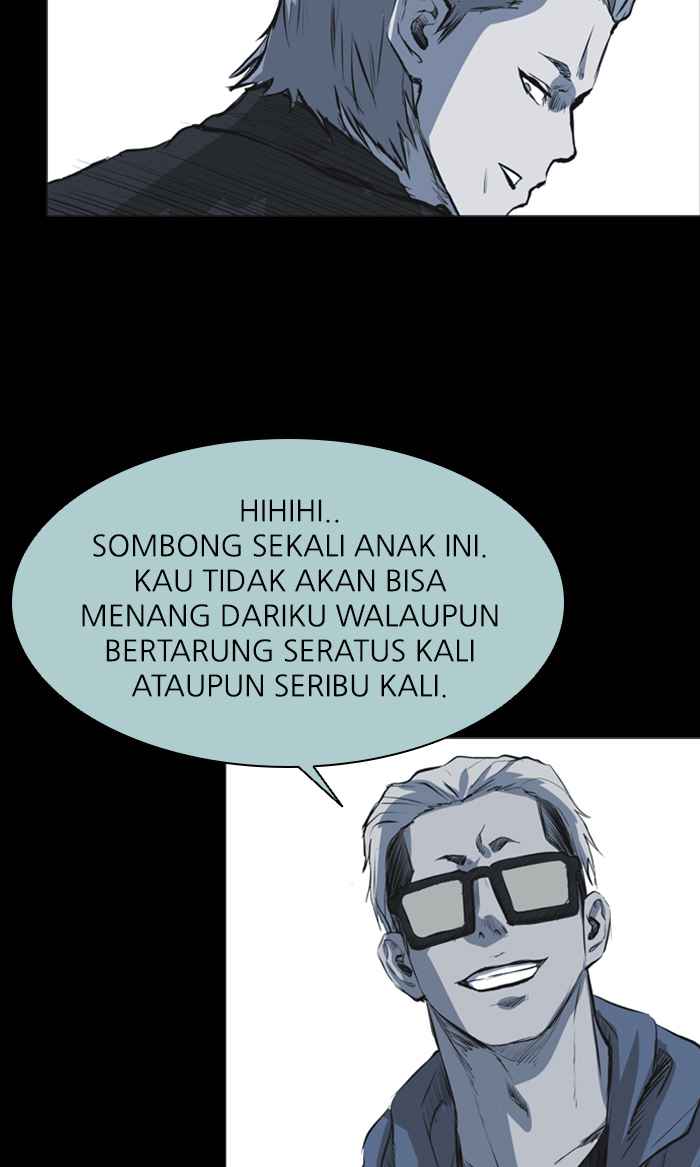 HIHIHI..
SOMBONG SEKALI ANAK INI.
KAU TIDAK AKAN BISA
MENANG DARIKU WALAUPUN
BERTARUNG SERATUS KALI
ATAUPUN SERIBU KALI.